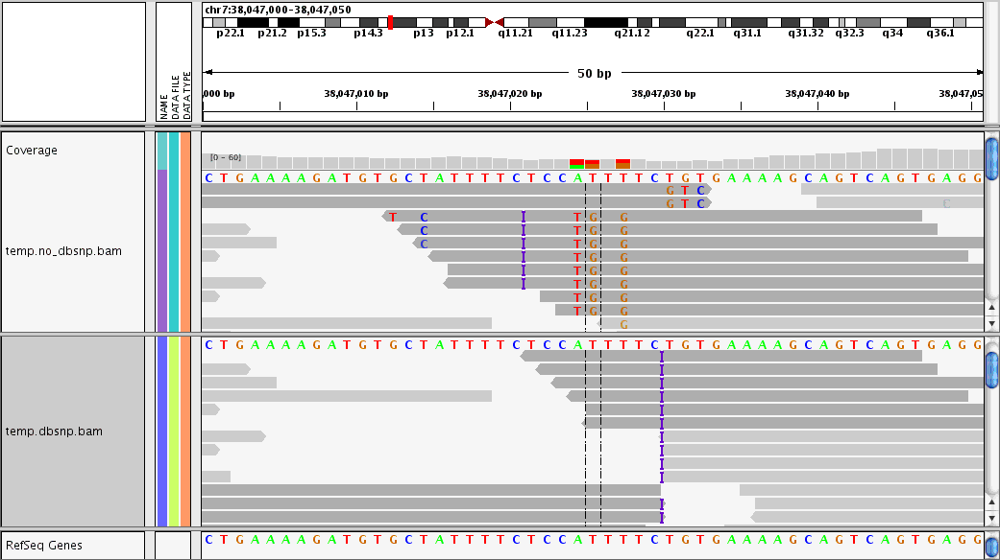 chr7:38,047,000-38,047,050
p22.1 p21.2 p15.3 p14.3 p13 p12.1 q11.21 q11.23 q21.12 q22.1 q31.1 q31.32 q32.3 q34 q36.1
50 bp
,000 bp 38,047,010 bp 38,047,020 bp 38,047,030 bp 38,047,040 bp 38,047,05
NAME
DATA FILE
DATA TYPE
Coverage
[0 - 60]
C T G A A A A G A T G T G C T A T T T T C T C C A T T T T C T G T G A A A A G C A G T C A G T G A G G
G T C
G T C C
T C I T G G
C I T G G
C I T G G
temp.no_dbsnp.bam
I T G G
I T G G
I T G G
T G G
T G G
G
C T G A A A A G A T G T G C T A T T T T C T C C A T T T T C T G T G A A A A G C A G T C A G T G A G G
I
I
I
I
I
I
temp.dbsnp.bam
I
I
I
I
I
I
RefSeq Genes
C T G A A A A G A T G T G C T A T T T T C T C C A T T T T C T G T G A A A A G C A G T C A G T G A G G